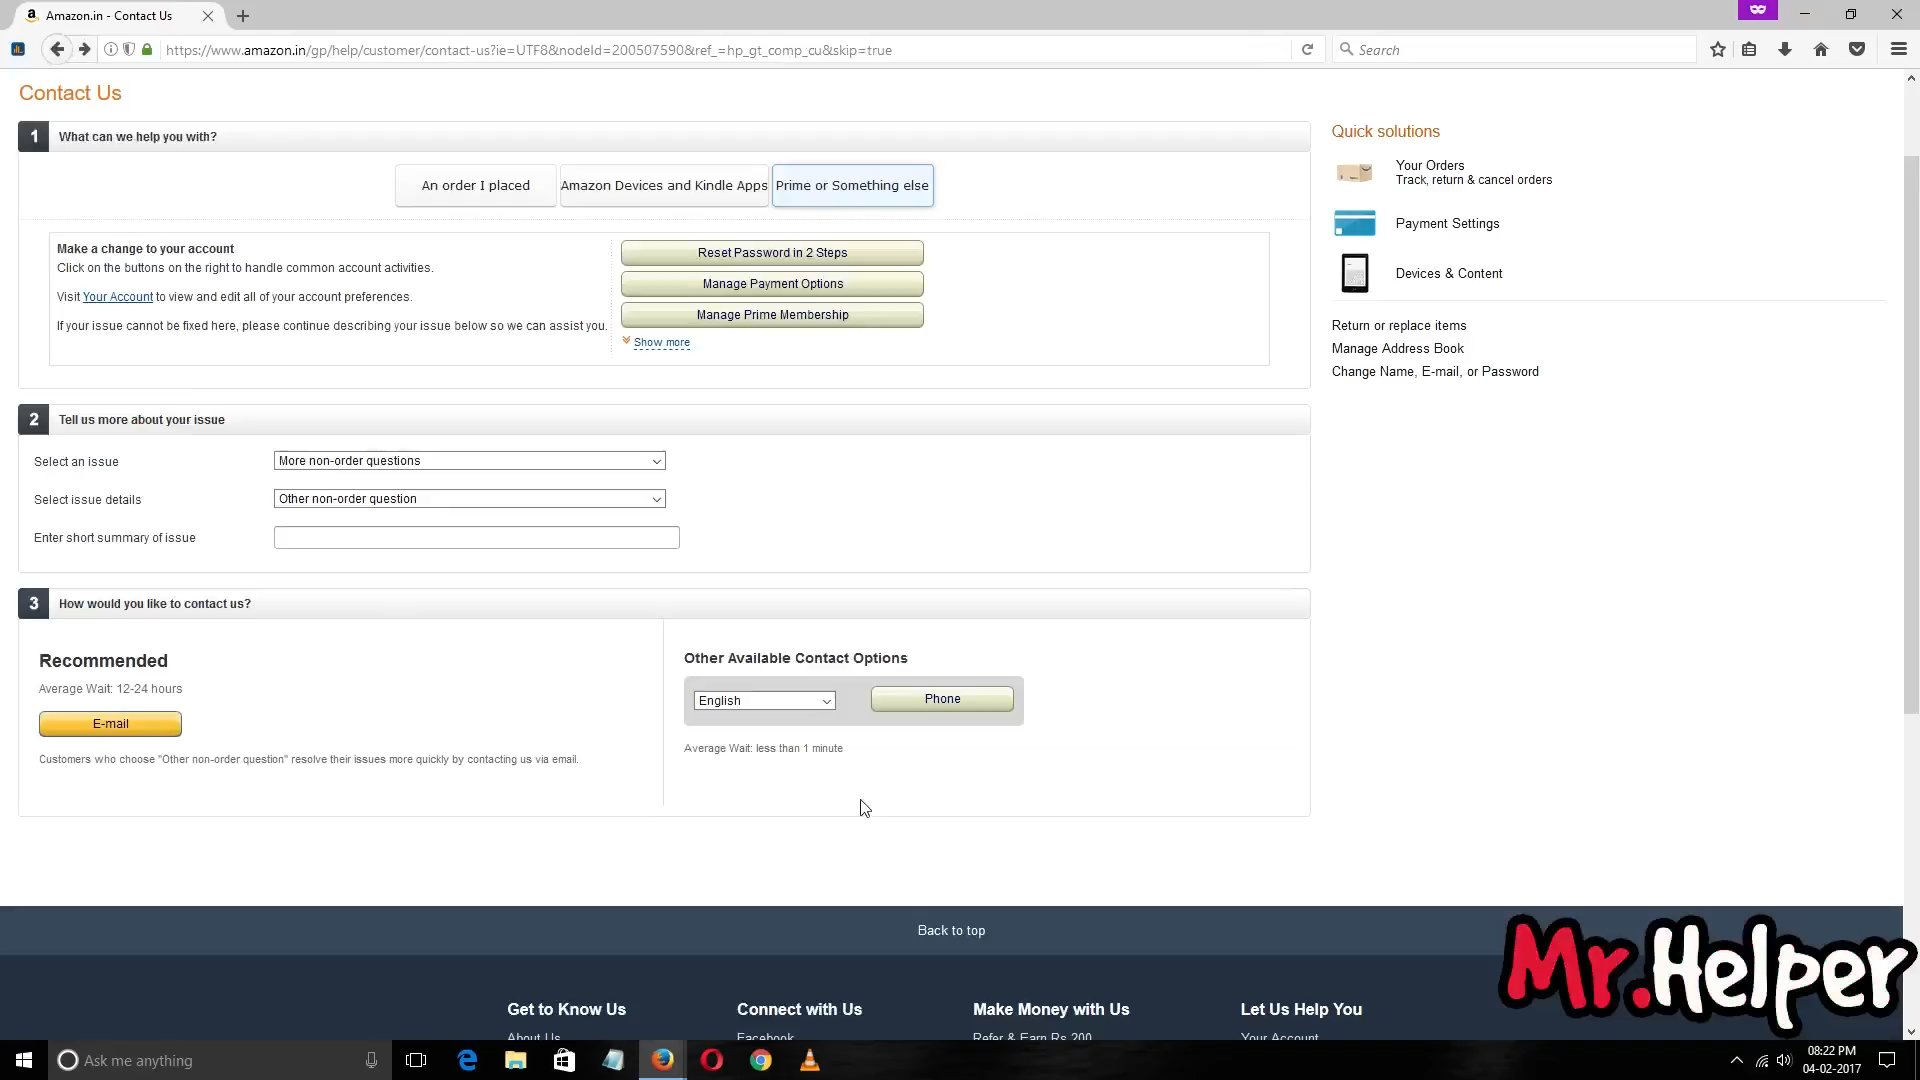 Amazon.in - Contact Us
https://www.amazon.in/gp/help/customer/contact-us?ie=UTF8&nodeId=200507590&ref_=hp_gt_comp_cu&skip=true
Search
Contact Us
1 What can we help you with?
An order I placed
Amazon Devices and Kindle Apps
Prime or Something else
Make a change to your account
Click on the buttons on the right to handle common account activities.
Visit Your Account to view and edit all of your account preferences.
If your issue cannot be fixed here, please continue describing your issue below so we can assist you.
Reset Password in 2 Steps
Manage Payment Options
Manage Prime Membership
Show more
2 Tell us more about your issue
Select an issue
More non-order questions
Select issue details
Other non-order question
Enter short summary of issue
3 How would you like to contact us?
Recommended
Average Wait: 12-24 hours
E-mail
Customers who choose "Other non-order question" resolve their issues more quickly by contacting us via email.
Other Available Contact Options
English
Phone
Average Wait: less than 1 minute
Quick solutions
Your Orders
Track, return & cancel orders
Payment Settings
Devices & Content
Return or replace items
Manage Address Book
Change Name, E-mail, or Password
Back to top
Get to Know Us
Connect with Us
Make Money with Us
Let Us Help You
About Us
Facebook
Refer & Earn Rs.200
Your Account
Mr.Helper
Ask me anything
08:22 PM
04-02-2017